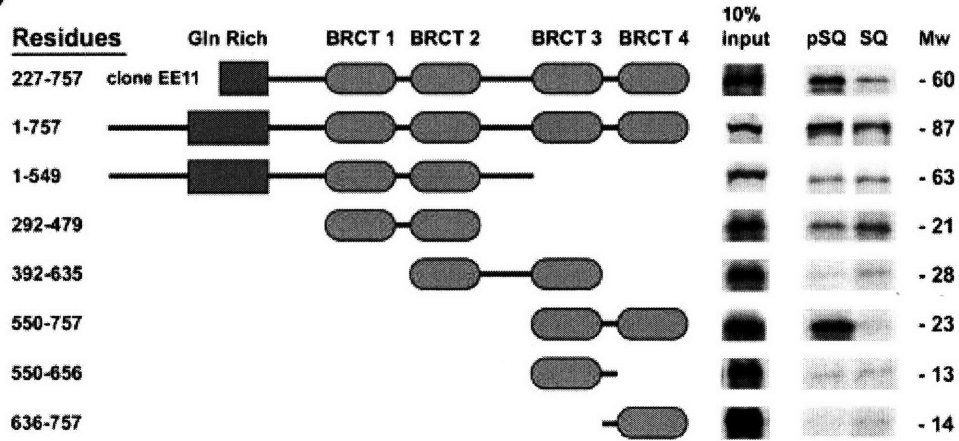 10%
Residues Gln Rich BRCT 1 BRCT 2 BRCT 3 BRCT 4 input pSQ SQ Mw
227-757 clone EE11 - 60
1-757 - 87
1-549 - 63
292-479 - 21
392-635 - 28
550-757 - 23
550-656 - 13
636-757 - 14